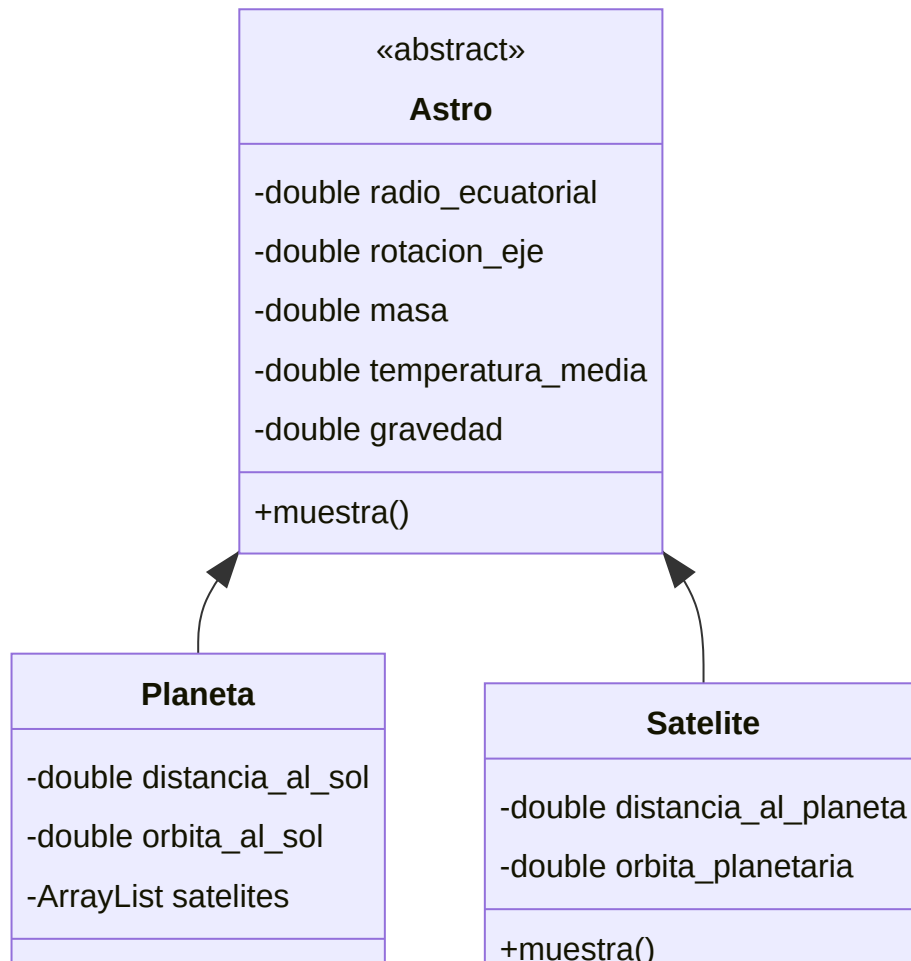 «abstract»
Astro
-double radio_ecuatorial
-double rotacion_eje
-double masa
-double temperatura_media
-double gravedad
+muestra()
Planeta
-double distancia_al_sol
-double orbita_al_sol
-ArrayList satelites
Satelite
-double distancia_al_planeta
-double orbita_planetaria
+muestra()